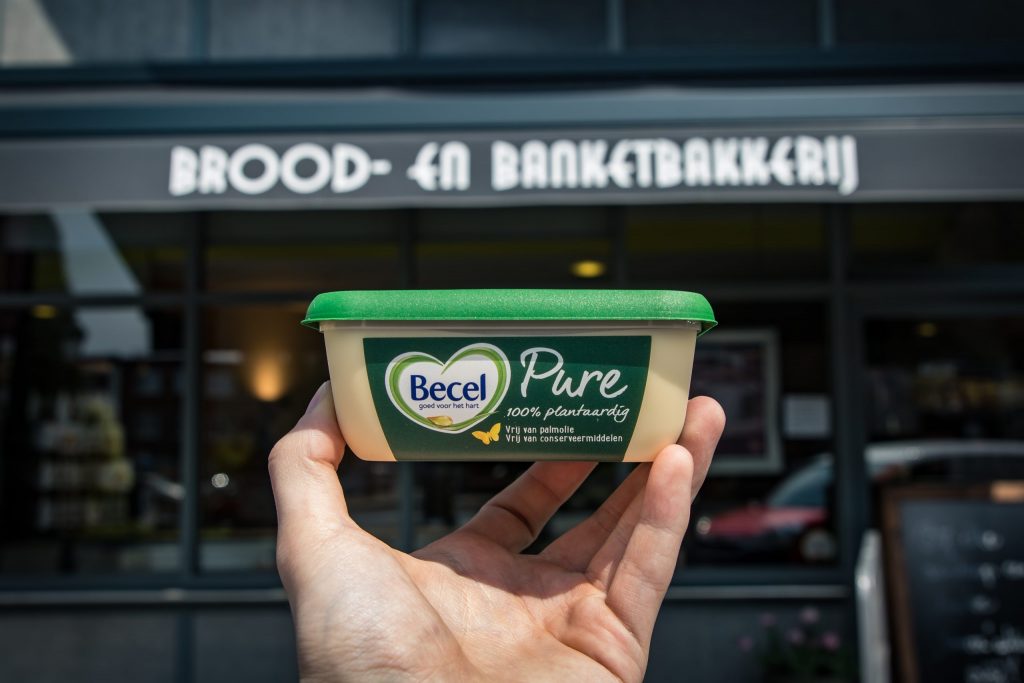 BROOD- EN BANKETBAKKERIJ
Becel
goed voor het hart
Pure
100% plantaardig
Vrij van palmolie
Vrij van conserveermiddelen